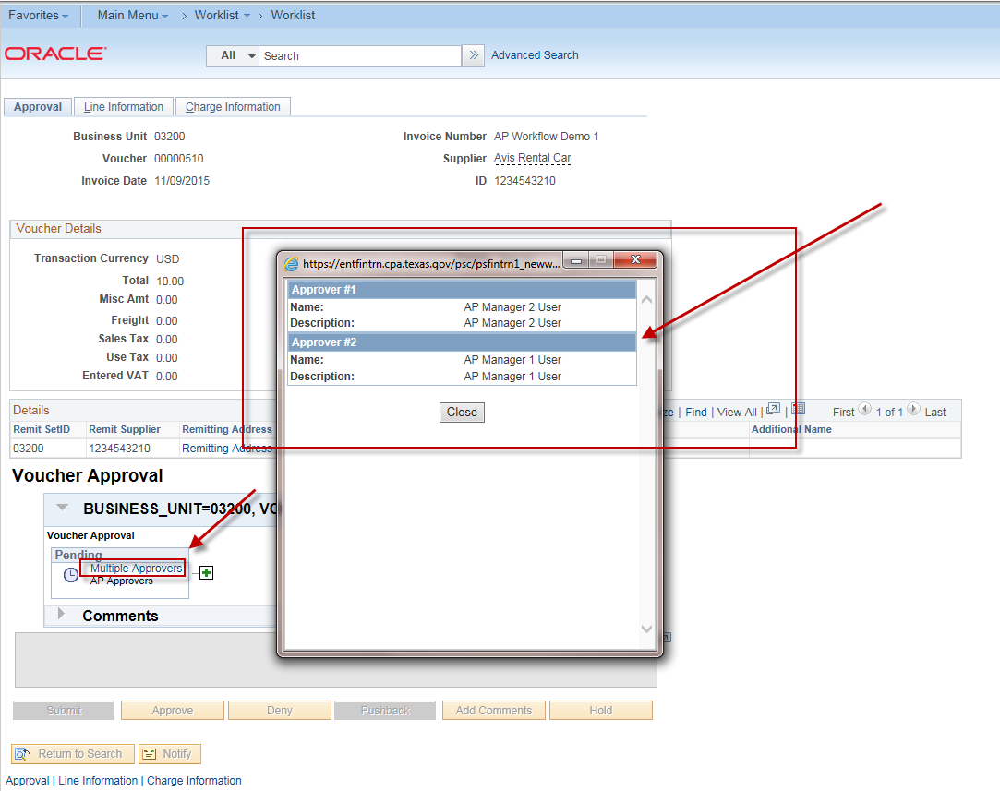 Favorites Main Menu > Worklist > Worklist
ORACLE
All Search Advanced Search
Approval Line Information Charge Information
Business Unit 03200 Invoice Number AP Workflow Demo 1
Voucher 00000510 Supplier Avis Rental Car
Invoice Date 11/09/2015 ID 1234543210
Voucher Details
Transaction Currency USD
Total 10.00
Misc Amt 0.00
Freight 0.00
Sales Tax 0.00
Use Tax 0.00
Entered VAT 0.00
https://entfintrn.cpa.texas.gov/psc/psfintrn1_neww...
Approver #1
Name: AP Manager 2 User
Description: AP Manager 2 User
Approver #2
Name: AP Manager 1 User
Description: AP Manager 1 User
Close
Details ze | Find | View All | | First 1 of 1 Last
Remit SetID Remit Supplier Remitting Address Additional Name
03200 1234543210 Remitting Address
Voucher Approval
BUSINESS_UNIT=03200, VO
Voucher Approval
Pending
Multiple Approvers
AP Approvers
Comments
Submit Approve Deny Pushback Add Comments Hold
Return to Search Notify
Approval | Line Information | Charge Information